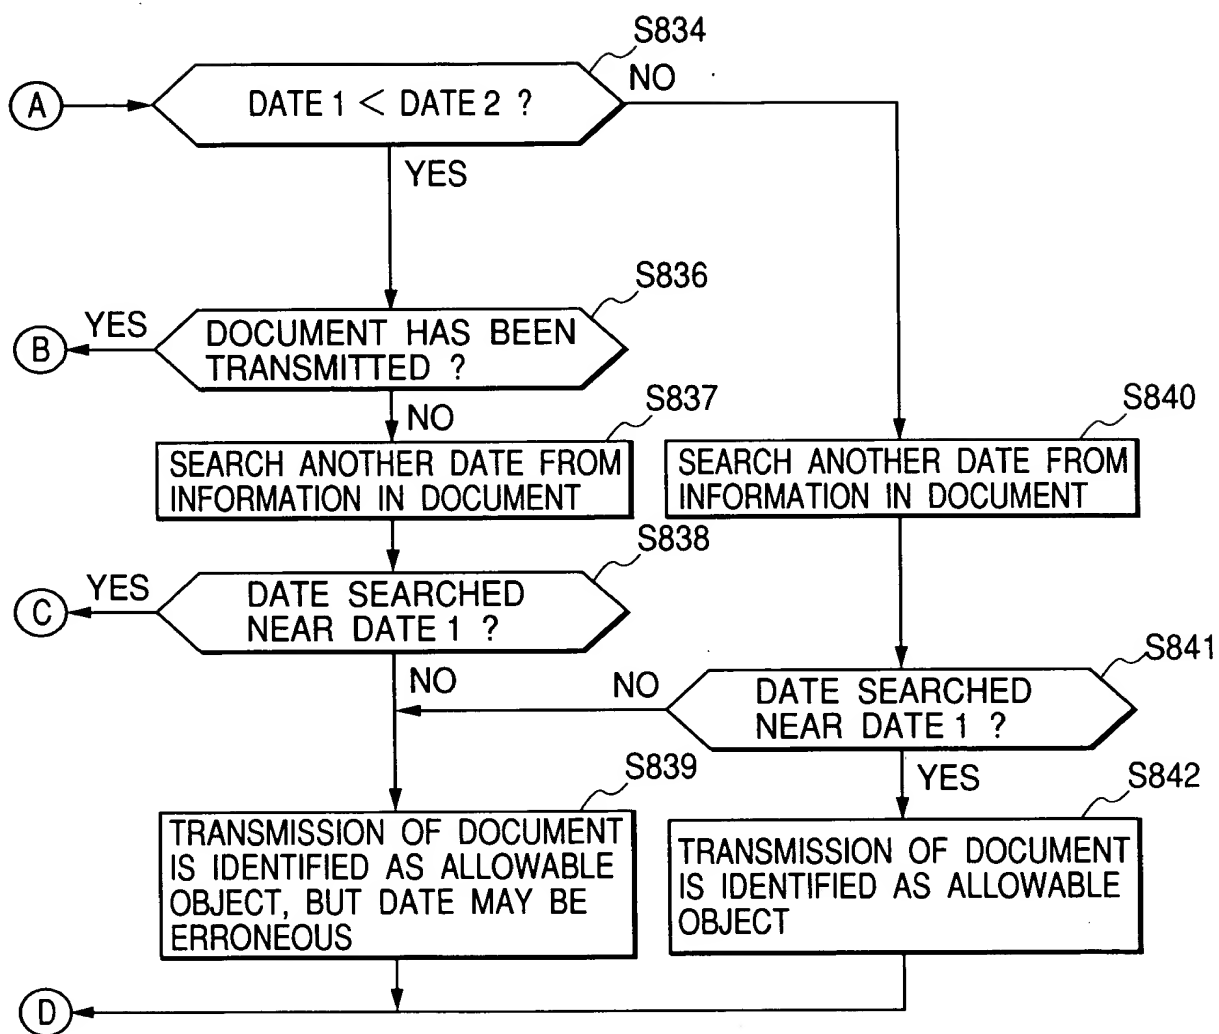 S834
A
DATE 1 < DATE 2 ?
NO
YES
S836
B
YES
DOCUMENT HAS BEEN
TRANSMITTED ?
NO
S837
SEARCH ANOTHER DATE FROM
INFORMATION IN DOCUMENT
S840
SEARCH ANOTHER DATE FROM
INFORMATION IN DOCUMENT
S838
C
YES
DATE SEARCHED
NEAR DATE 1 ?
NO
S841
NO
DATE SEARCHED
NEAR DATE 1 ?
YES
S839
TRANSMISSION OF DOCUMENT
IS IDENTIFIED AS ALLOWABLE
OBJECT, BUT DATE MAY BE
ERRONEOUS
S842
TRANSMISSION OF DOCUMENT
IS IDENTIFIED AS ALLOWABLE
OBJECT
D